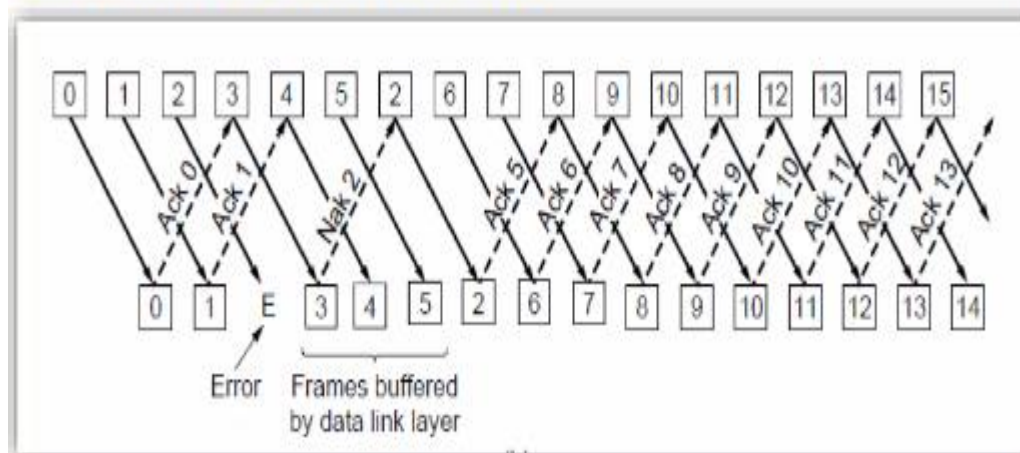 0 1 2 3 4 5 2 6 7 8 9 10 11 12 13 14 15
Ack 0 Ack 1 Nak 2 Ack 5 Ack 6 Ack 7 Ack 8 Ack 9 Ack 10 Ack 11 Ack 12 Ack 13
0 1 E 3 4 5 2 6 7 8 9 10 11 12 13 14
Error Frames buffered
by data link layer